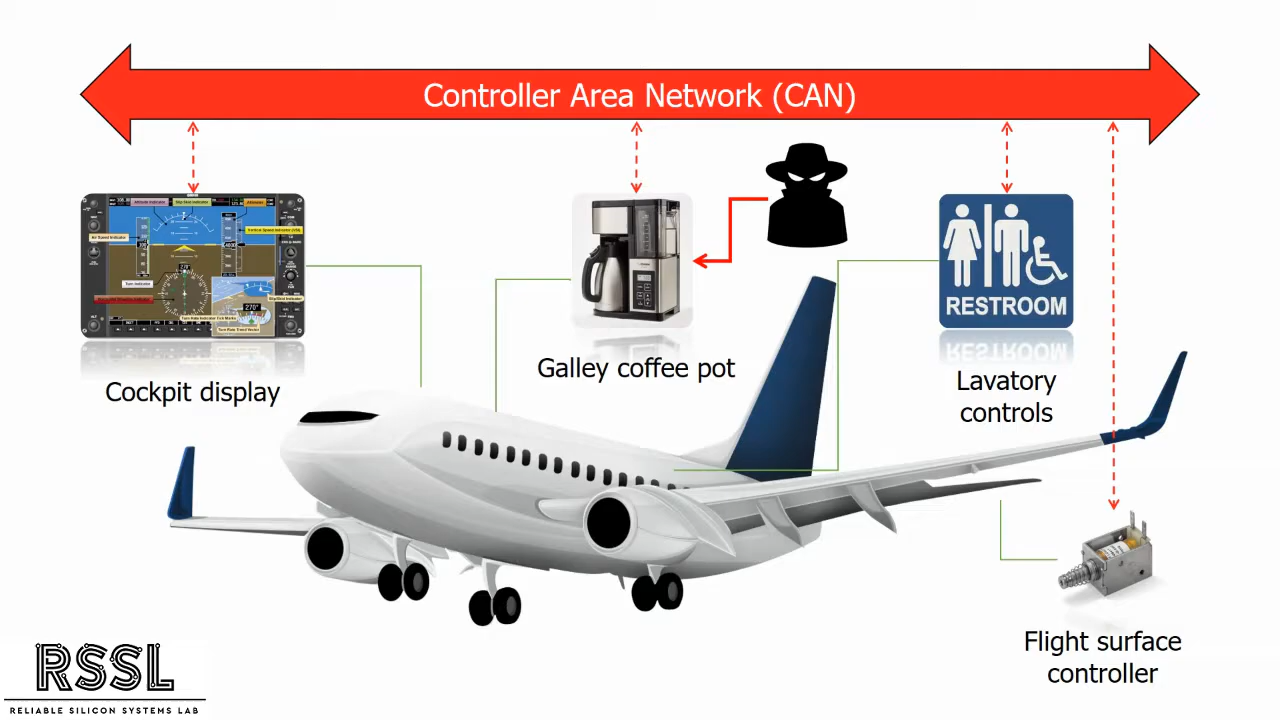 Controller Area Network (CAN)
RESTROOM
Galley coffee pot
Cockpit display
Lavatory
controls
Flight surface
controller
RSSL
RELIABLE SILICON SYSTEMS LAB